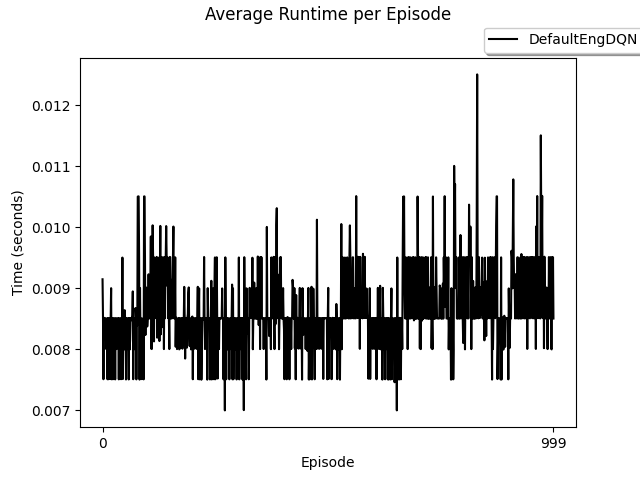 Average Runtime per Episode
DefaultEngDQN
0.012
0.011
0.010
0.009
0.008
0.007
Time (seconds)
0
999
Episode